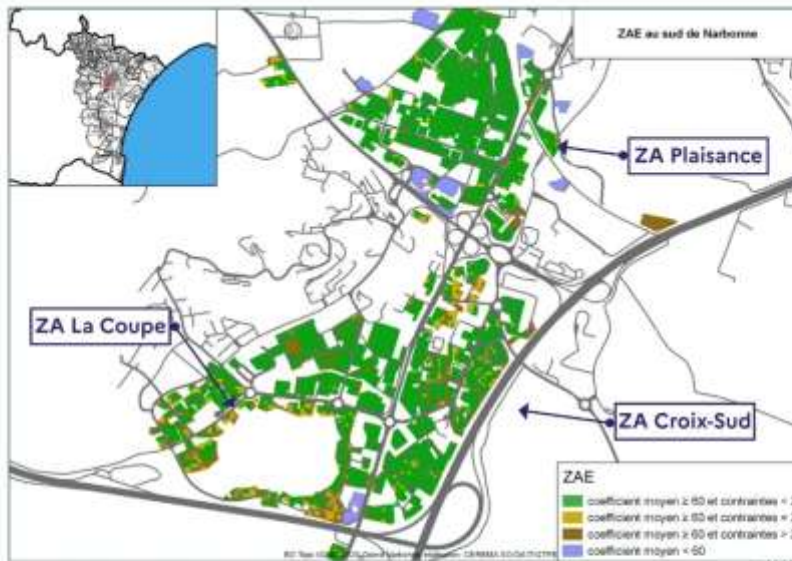 ZAE au sud de Narbonne
ZA Plaisance
ZA La Coupe
ZA Croix-Sud
ZAE
coefficient moyen ≥ 60 et contraintes <
coefficient moyen ≥ 60 et contraintes =
coefficient moyen ≥ 60 et contraintes >
coefficient moyen < 60